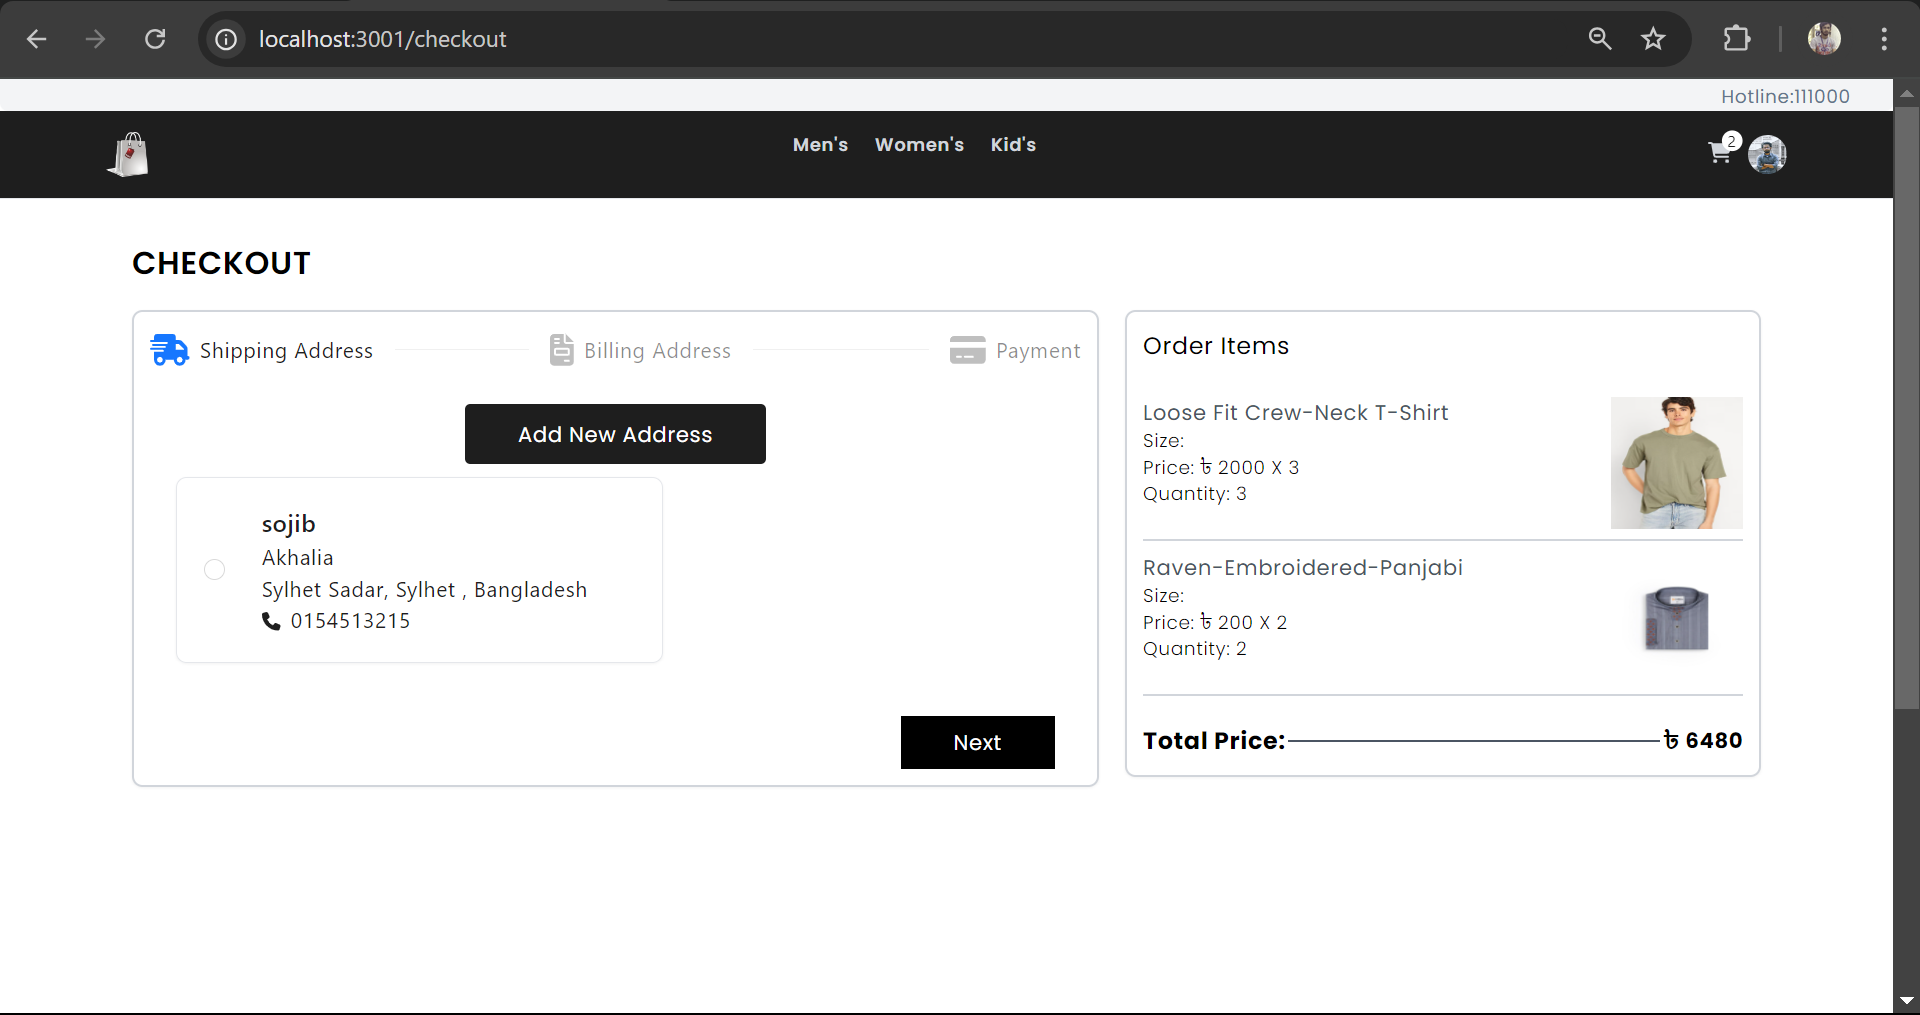 localhost:3001/checkout
Hotline:111000
Men's Women's Kid's
2
CHECKOUT
Shipping Address
Billing Address
Payment
Add New Address
sojib
Akhalia
Sylhet Sadar, Sylhet , Bangladesh
0154513215
Next
Order Items
Loose Fit Crew-Neck T-Shirt
Size:
Price: ৳ 2000 X 3
Quantity: 3
Raven-Embroidered-Panjabi
Size:
Price: ৳ 200 X 2
Quantity: 2
Total Price: ৳ 6480